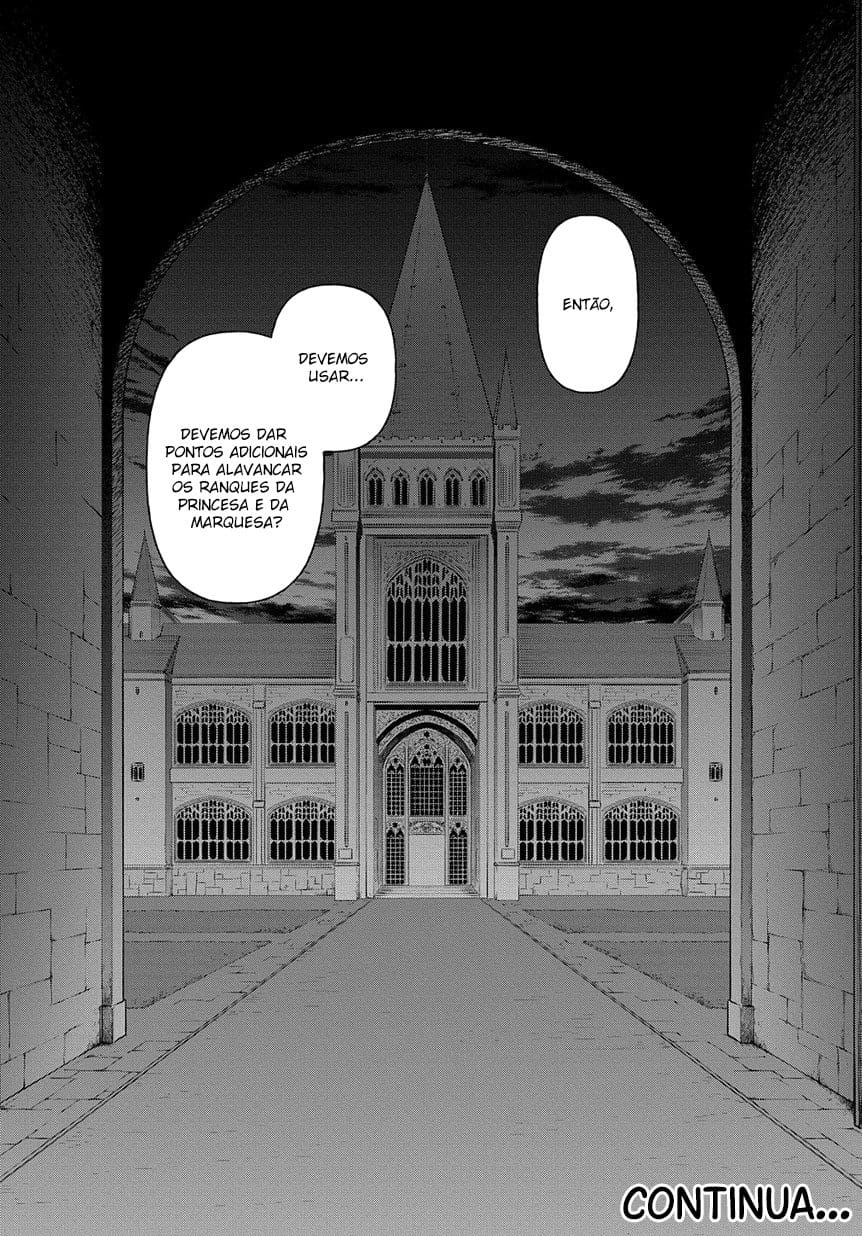 ENTÃO,
DEVEMOS
USAR...
DEVEMOS DAR
PONTOS ADICIONAIS
PARA ALAVANCAR
OS RANQUES DA
PRINCESA E DA
MARQUESA?
CONTINUA...